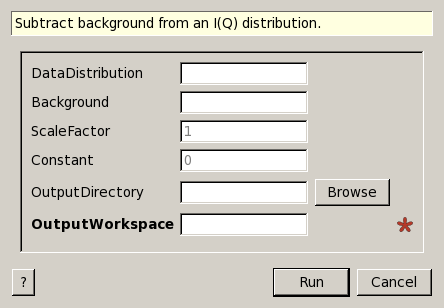 Subtract background from an I(Q) distribution.
DataDistribution
Background
ScaleFactor 1
Constant 0
OutputDirectory Browse
OutputWorkspace *
? Run Cancel